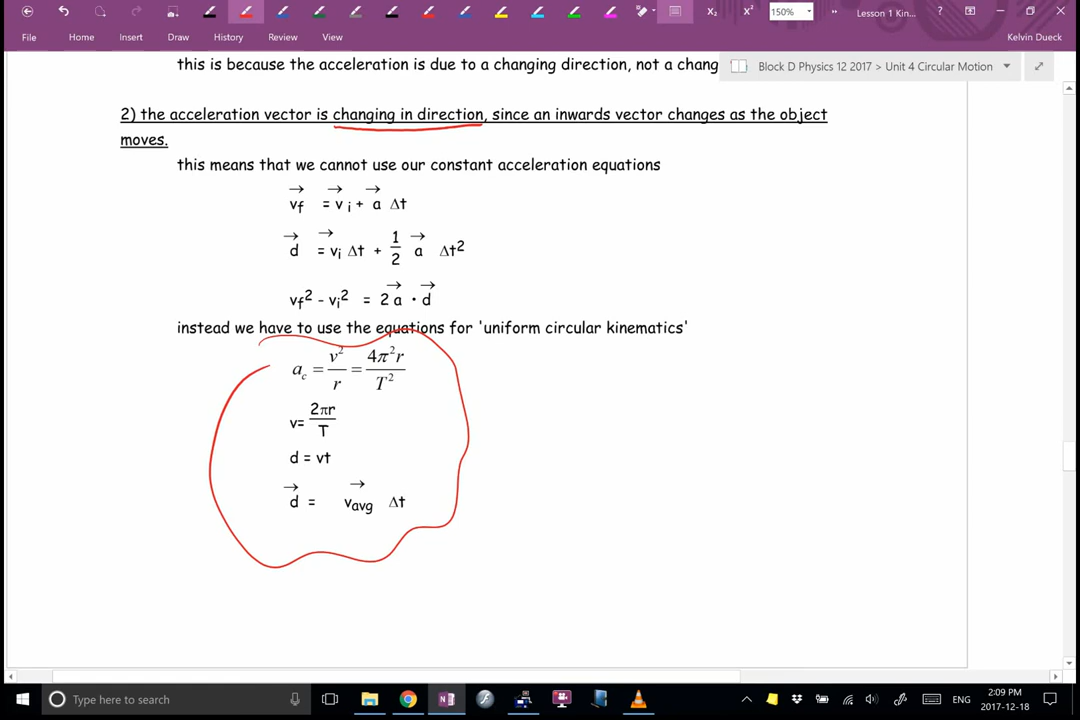 150%
Lesson 1 Kin...
File Home Insert Draw History Review View
Kelvin Dueck
this is because the acceleration is due to a changing direction, not a chang
Block D Physics 12 2017 > Unit 4 Circular Motion
2) the acceleration vector is changing in direction, since an inwards vector changes as the object
moves.
this means that we cannot use our constant acceleration equations
vf = vi + a Δt
d = vi Δt + 1/2 a Δt2
vf2 - vi2 = 2 a · d
instead we have to use the equations for 'uniform circular kinematics'
ac = v2/r = 4π2r/T2
v= 2πr/T
d = vt
d = vavg Δt
Type here to search
ENG
2:09 PM
2017-12-18